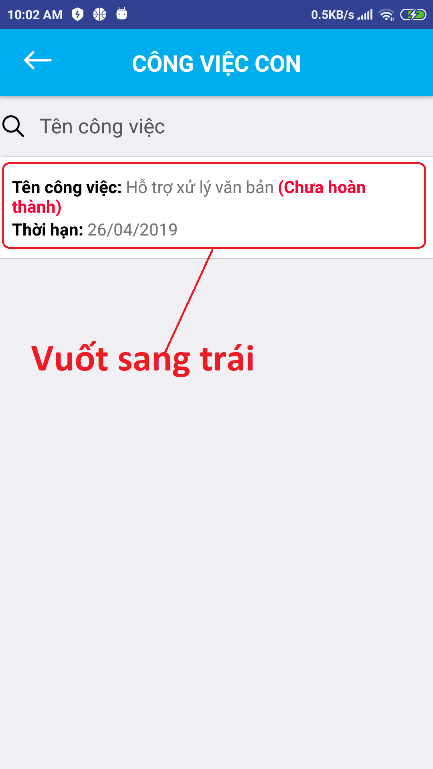 10:02 AM 0.5KB/s
CÔNG VIỆC CON
Tên công việc
Tên công việc: Hỗ trợ xử lý văn bản (Chưa hoàn
thành)
Thời hạn: 26/04/2019
Vuốt sang trái